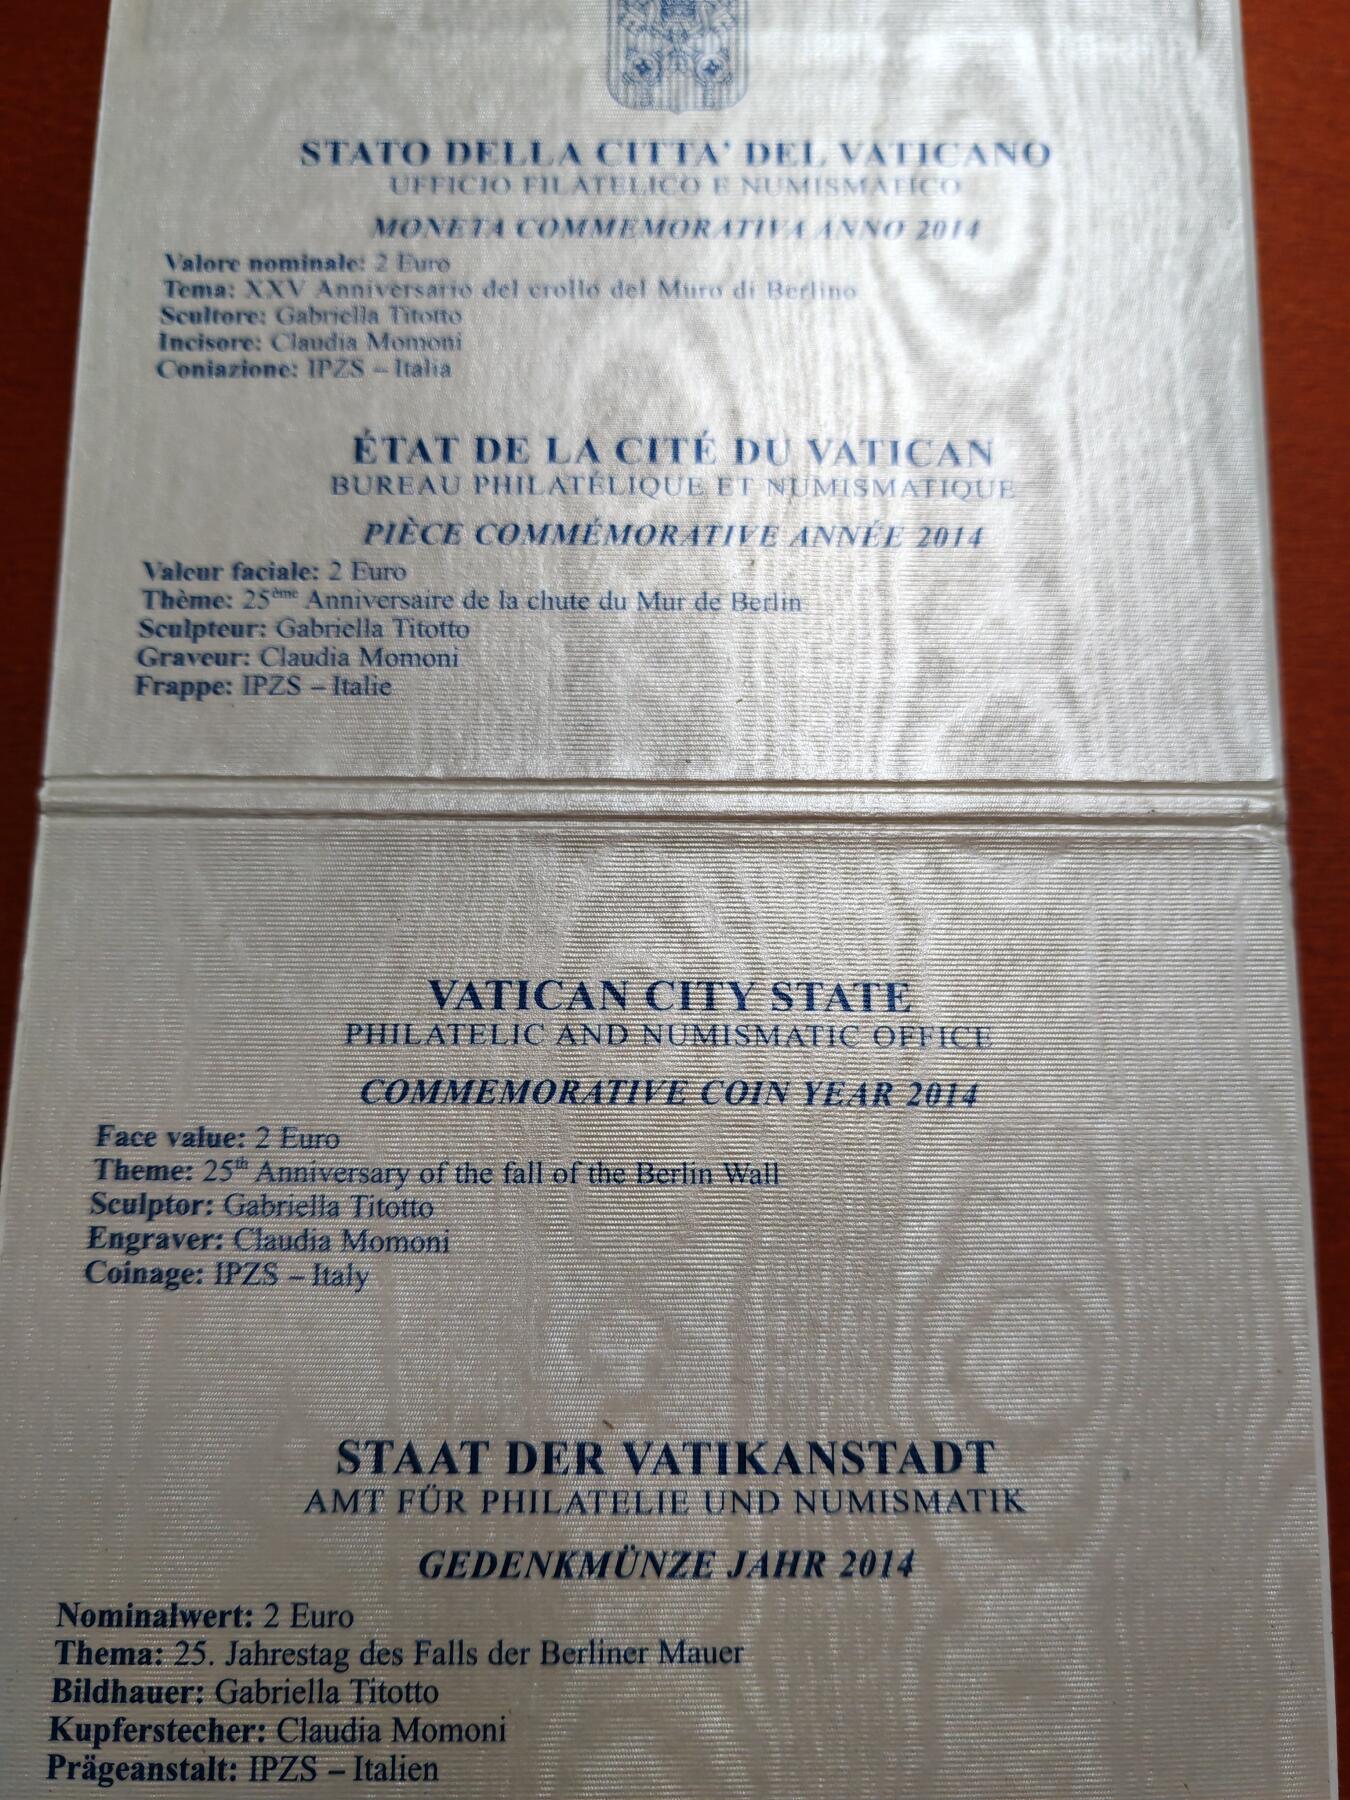 STATO DELLA CITTA' DEL VATICANO
UFFICIO FILATELICO E NUMISMATICO
MONETA COMMEMORATIVA ANNO 2014
Valore nominale: 2 Euro
Tema: XXV Anniversario del crollo del Muro di Berlino
Scultore: Gabriella Titotto
Incisore: Claudia Momoni
Coniazione: IPZS – Italia
ÉTAT DE LA CITÉ DU VATICAN
BUREAU PHILATÉLIQUE ET NUMISMATIQUE
PIÈCE COMMÉMORATIVE ANNÉE 2014
Valeur faciale: 2 Euro
Thème: 25ème Anniversaire de la chute du Mur de Berlin
Sculpteur: Gabriella Titotto
Graveur: Claudia Momoni
Frappe: IPZS – Italie
VATICAN CITY STATE
PHILATELIC AND NUMISMATIC OFFICE
COMMEMORATIVE COIN YEAR 2014
Face value: 2 Euro
Theme: 25th Anniversary of the fall of the Berlin Wall
Sculptor: Gabriella Titotto
Engraver: Claudia Momoni
Coinage: IPZS – Italy
STAAT DER VATIKANSTADT
AMT FÜR PHILATELIE UND NUMISMATIK
GEDENKMÜNZE JAHR 2014
Nominalwert: 2 Euro
Thema: 25. Jahrestag des Falls der Berliner Mauer
Bildhauer: Gabriella Titotto
Kupferstecher: Claudia Momoni
Prägeanstalt: IPZS – Italien